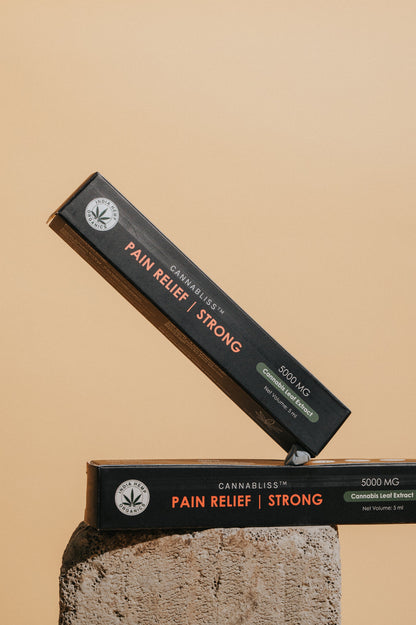 INDIA HEMP
ORGANICS
CANNABLISS™
PAIN RELIEF | STRONG
5000 MG
Cannabis Leaf Extract
Net Volume: 5 ml
INDIA HEMP
ORGANICS
CANNABLISS™
PAIN RELIEF | STRONG
5000 MG
Cannabis Leaf Extract
Net Volume: 5 ml